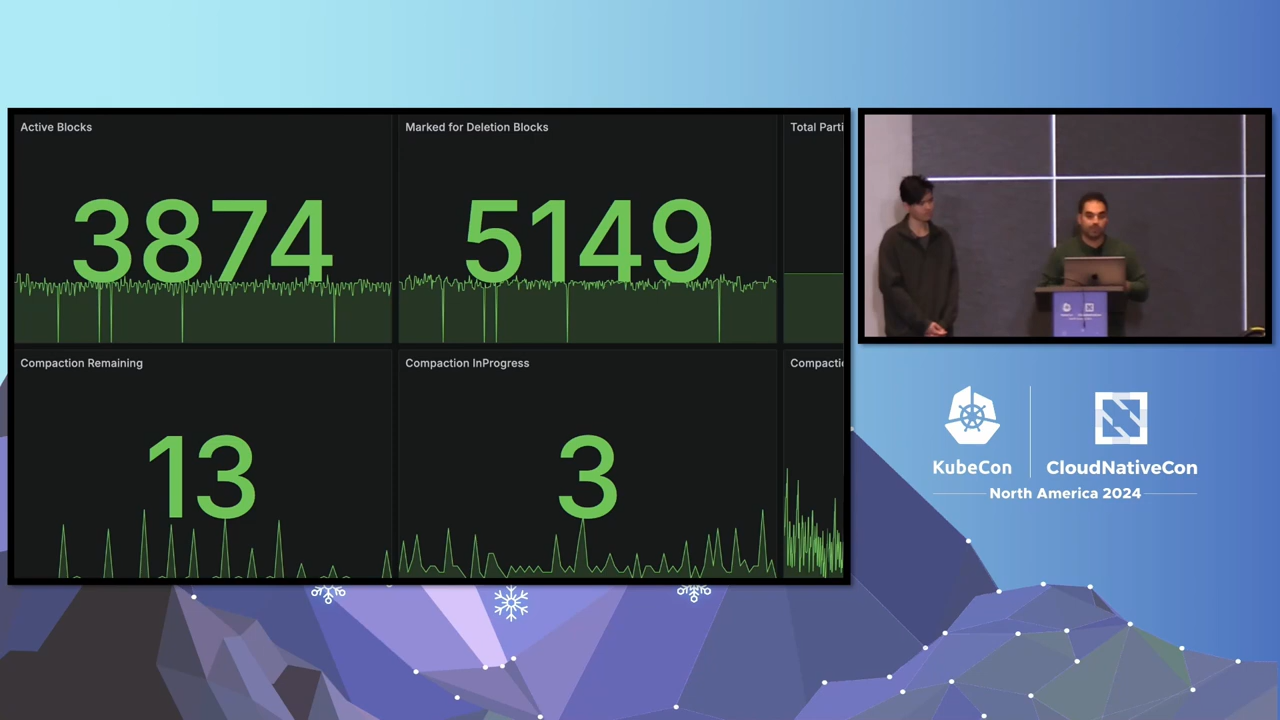 Active Blocks
3874
Marked for Deletion Blocks
5149
Total Parti
Compaction Remaining
13
Compaction InProgress
3
Compacti
KubeCon
CloudNativeCon
North America 2024